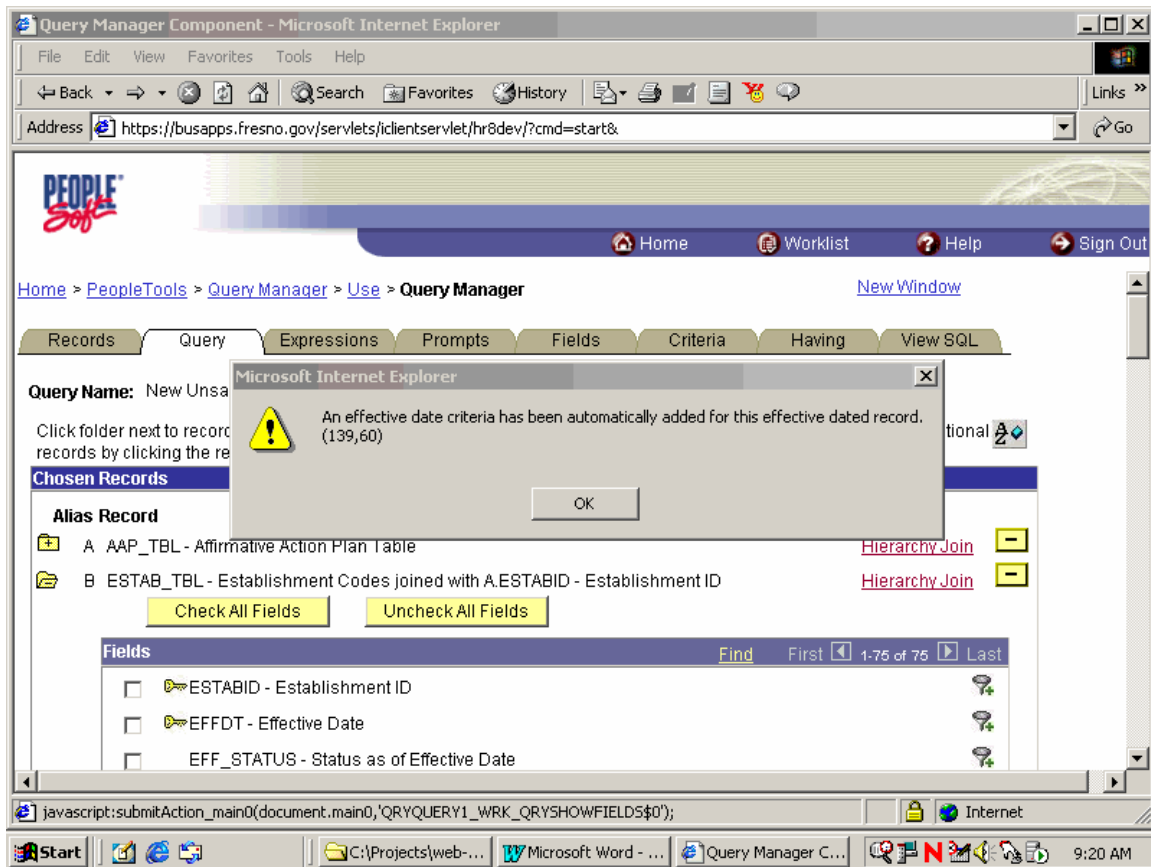 Query Manager Component - Microsoft Internet Explorer
File Edit View Favorites Tools Help
Back Search Favorites History Links »
Address https://busapps.fresno.gov/servlets/iclientservlet/hr8dev/?cmd=start& Go
PEOPLE
Soft
Home Worklist Help Sign Out
Home > PeopleTools > Query Manager > Use > Query Manager New Window
Records Query Expressions Prompts Fields Criteria Having View SQL
Microsoft Internet Explorer
Query Name: New Unsa
An effective date criteria has been automatically added for this effective dated record.
(139,60)
OK
Click folder next to record tional
records by clicking the re
Chosen Records
Alias Record
A AAP_TBL - Affirmative Action Plan Table Hierarchy Join
B ESTAB_TBL - Establishment Codes joined with A.ESTABID - Establishment ID Hierarchy Join
Check All Fields Uncheck All Fields
Fields Find First 1-75 of 75 Last
ESTABID - Establishment ID
EFFDT - Effective Date
EFF_STATUS - Status as of Effective Date
javascript:submitAction_main0(document.main0,'QRYQUERY1_WRK_QRYSHOWFIELDS$0'); Internet
Start C:\Projects\web-... Microsoft Word - ... Query Manager C... 9:20 AM